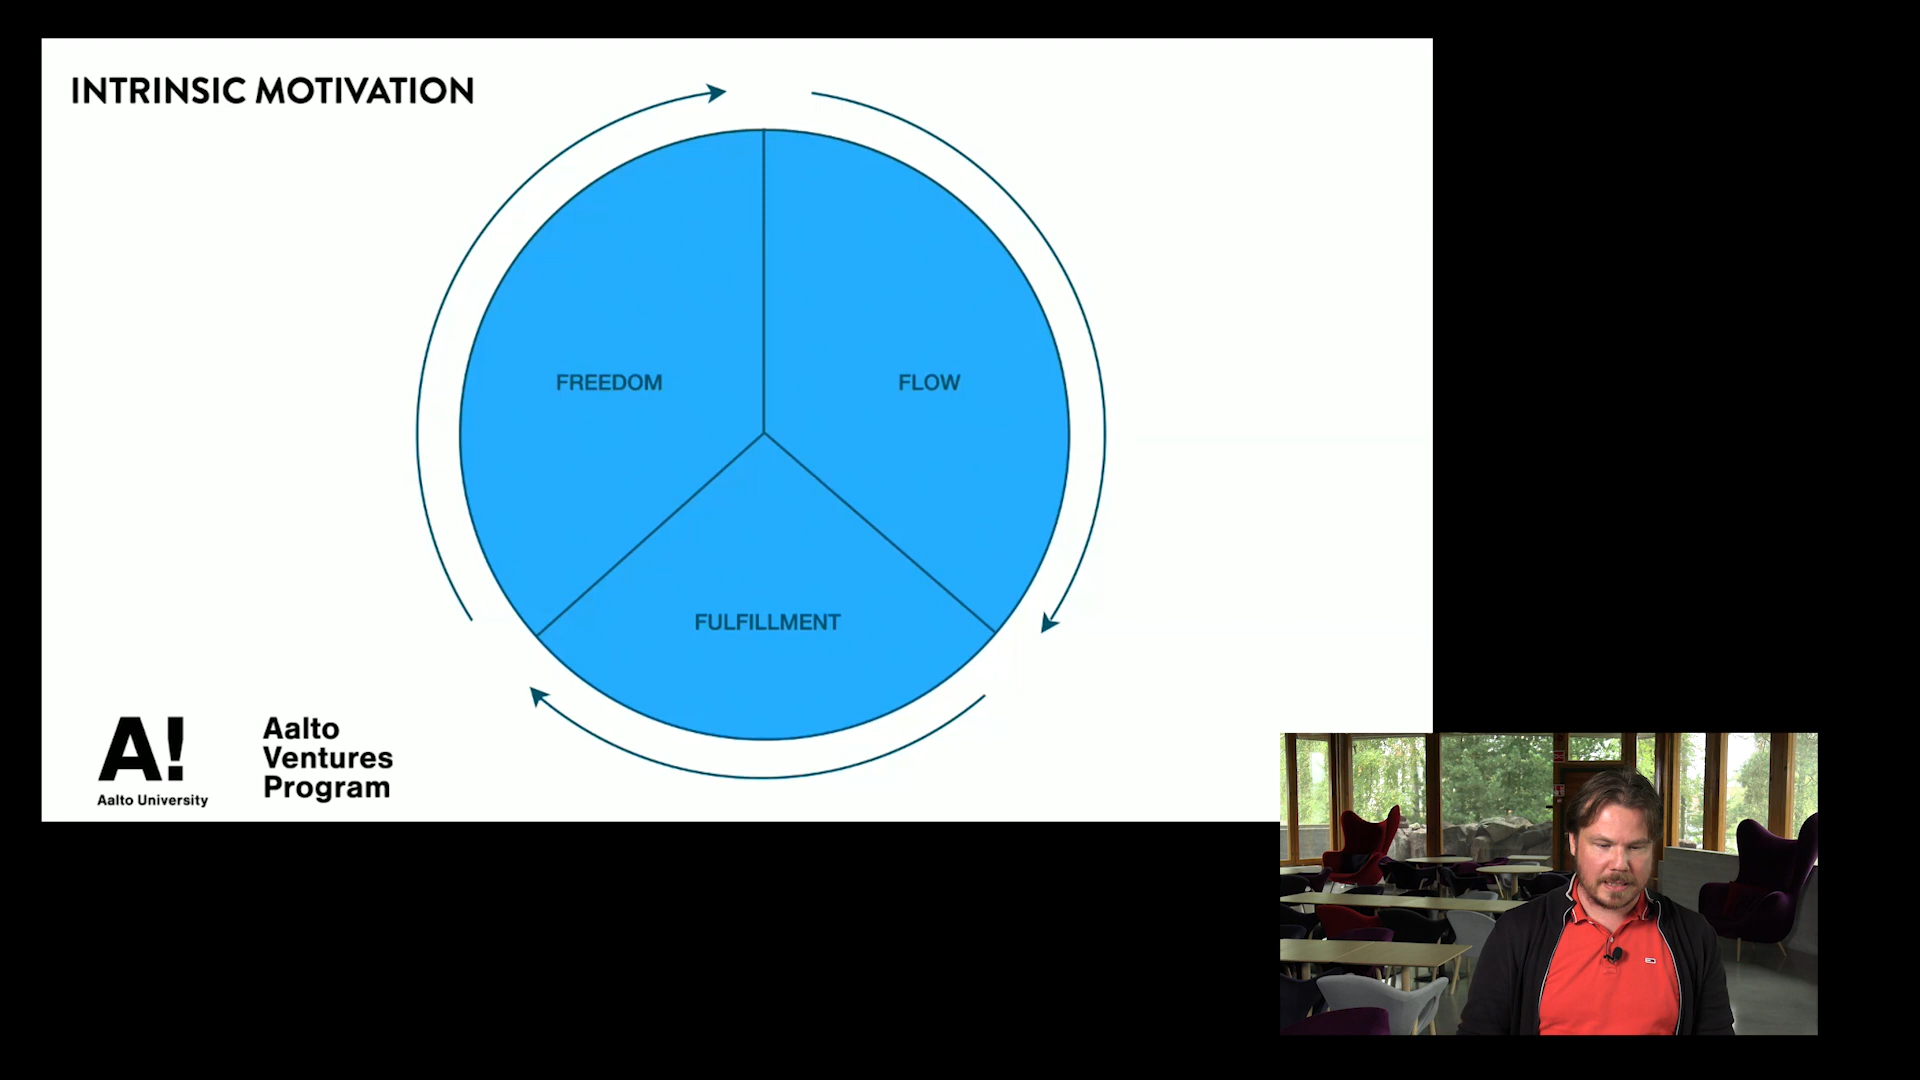 INTRINSIC MOTIVATION
FREEDOM
FLOW
FULFILLMENT
A!
Aalto University
Aalto
Ventures
Program